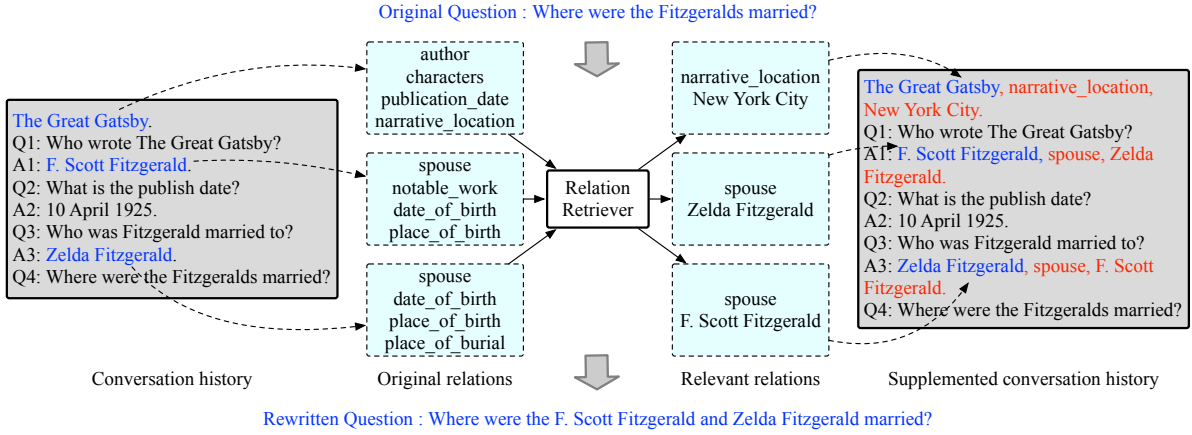 Original Question : Where were the Fitzgeralds married?
The Great Gatsby.
Q1: Who wrote The Great Gatsby?
A1: F. Scott Fitzgerald.
Q2: What is the publish date?
A2: 10 April 1925.
Q3: Who was Fitzgerald married to?
A3: Zelda Fitzgerald.
Q4: Where were the Fitzgeralds married?
Conversation history
author
characters
publication_date
narrative_location
spouse
notable_work
date_of_birth
place_of_birth
spouse
date_of_birth
place_of_birth
place_of_burial
Original relations
Relation
Retriever
narrative_location
New York City
spouse
Zelda Fitzgerald
spouse
F. Scott Fitzgerald
Relevant relations
The Great Gatsby, narrative_location,
New York City.
Q1: Who wrote The Great Gatsby?
A1: F. Scott Fitzgerald, spouse, Zelda
Fitzgerald.
Q2: What is the publish date?
A2: 10 April 1925.
Q3: Who was Fitzgerald married to?
A3: Zelda Fitzgerald, spouse, F. Scott
Fitzgerald.
Q4: Where were the Fitzgeralds married?
Supplemented conversation history
Rewritten Question : Where were the F. Scott Fitzgerald and Zelda Fitzgerald married?